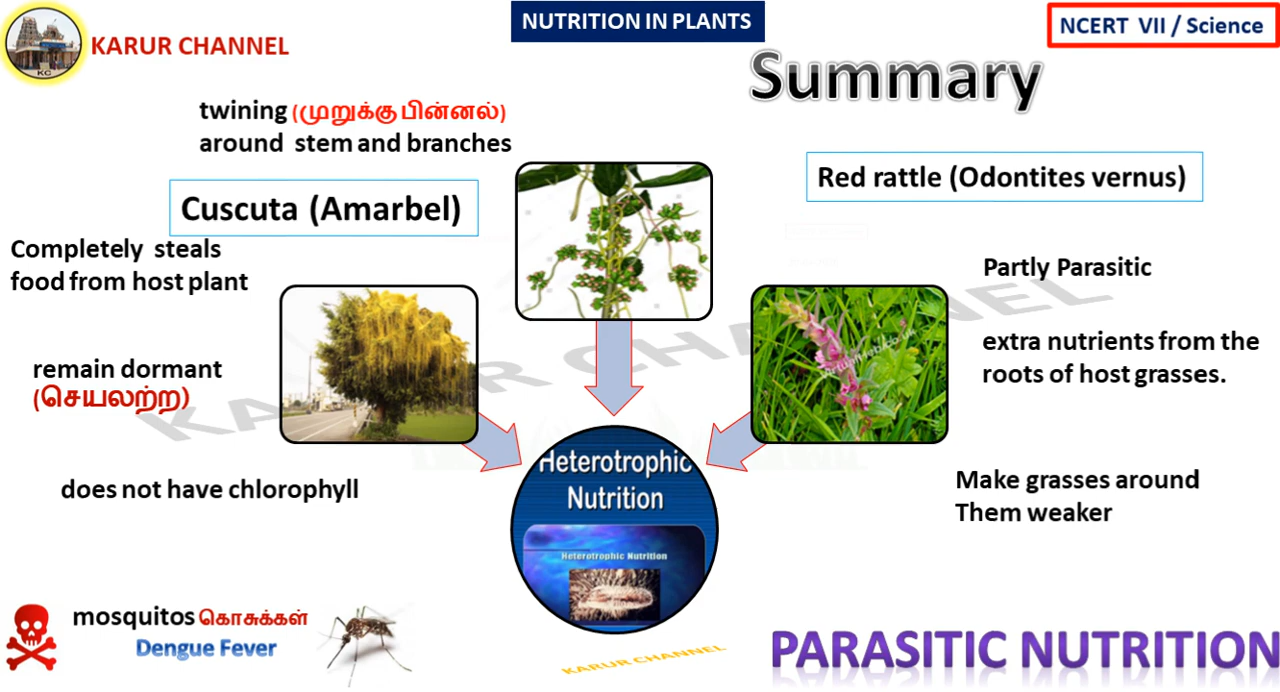 KC
KARUR CHANNEL
NUTRITION IN PLANTS
NCERT VII / Science
Summary
twining (முறுக்கு பின்னல்)
around stem and branches
Cuscuta (Amarbel)
Completely steals
food from host plant
remain dormant
(செயலற்ற)
does not have chlorophyll
Red rattle (Odontites vernus)
Partly Parasitic
extra nutrients from the
roots of host grasses.
Make grasses around
Them weaker
Heterotrophic
Nutrition
Heterotrophic Nutrition
KARUR CHANNEL
mosquitos கொசுக்கள்
Dengue Fever
KARUR CHANNEL
PARASITIC NUTRITION